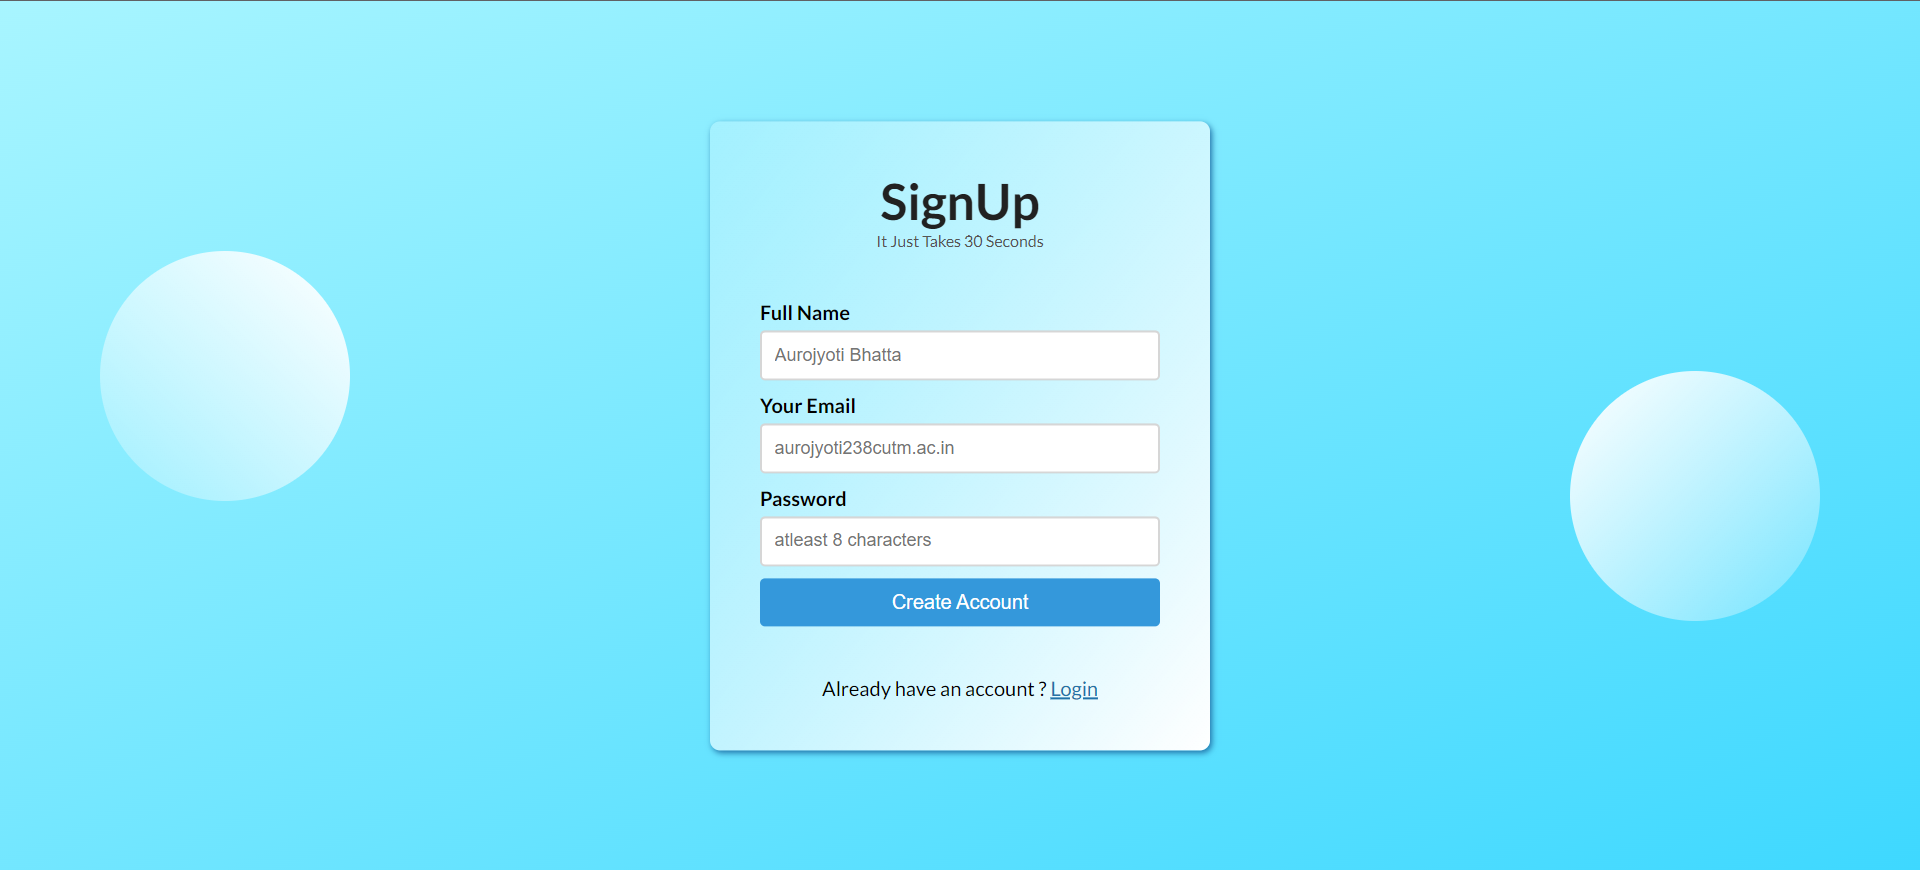 SignUp
It Just Takes 30 Seconds
Full Name
Aurojyoti Bhatta
Your Email
aurojyoti238cutm.ac.in
Password
atleast 8 characters
Create Account
Already have an account ? Login